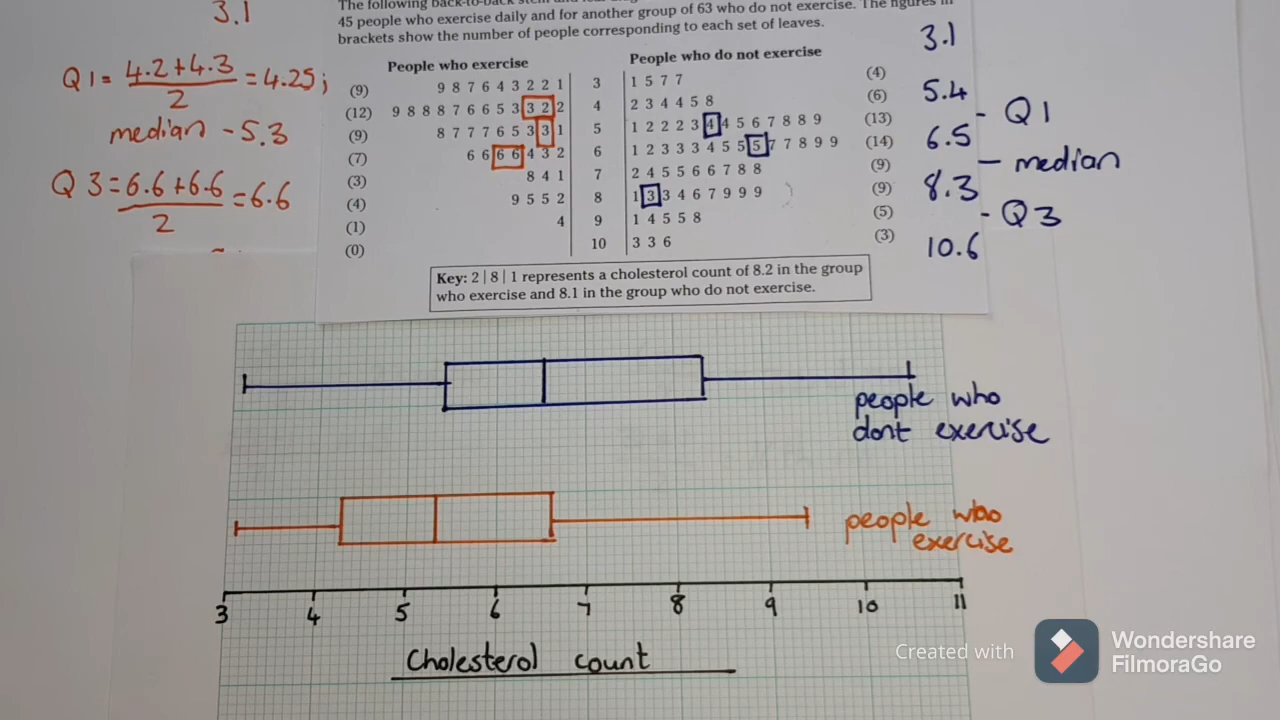 3.1
Q1 = 4.2+4.3 = 4.25;
2
median - 5.3
Q3 = 6.6+6.6 = 6.6
2
45 people who exercise daily and for another group of 63 who do not exercise. The figures in
brackets show the number of people corresponding to each set of leaves.
People who exercise People who do not exercise
(9) 9 8 7 6 4 3 2 2 1 3 1 5 7 7 (4)
(12) 9 8 8 8 7 6 6 5 3 3 2 2 4 2 3 4 4 5 8 (6)
(9) 8 7 7 7 6 5 3 3 1 5 1 2 2 2 3 4 4 5 6 7 8 8 9 (13)
(7) 6 6 6 6 4 3 2 6 1 2 3 3 3 4 5 5 5 7 7 8 9 9 (14)
(3) 8 4 1 7 2 4 5 5 6 6 7 8 8 (9)
(4) 9 5 5 2 8 1 3 3 4 6 7 9 9 9 (9)
(1) 4 9 1 4 5 5 8 (5)
(0) 10 3 3 6 (3)
Key: 2 | 8 | 1 represents a cholesterol count of 8.2 in the group
who exercise and 8.1 in the group who do not exercise.
3.1
5.4 - Q1
6.5 - median
8.3 - Q3
10.6
people who
dont exercise
people who
exercise
3 4 5 6 7 8 9 10 11
Cholesterol count
Created with Wondershare
FilmoraGo